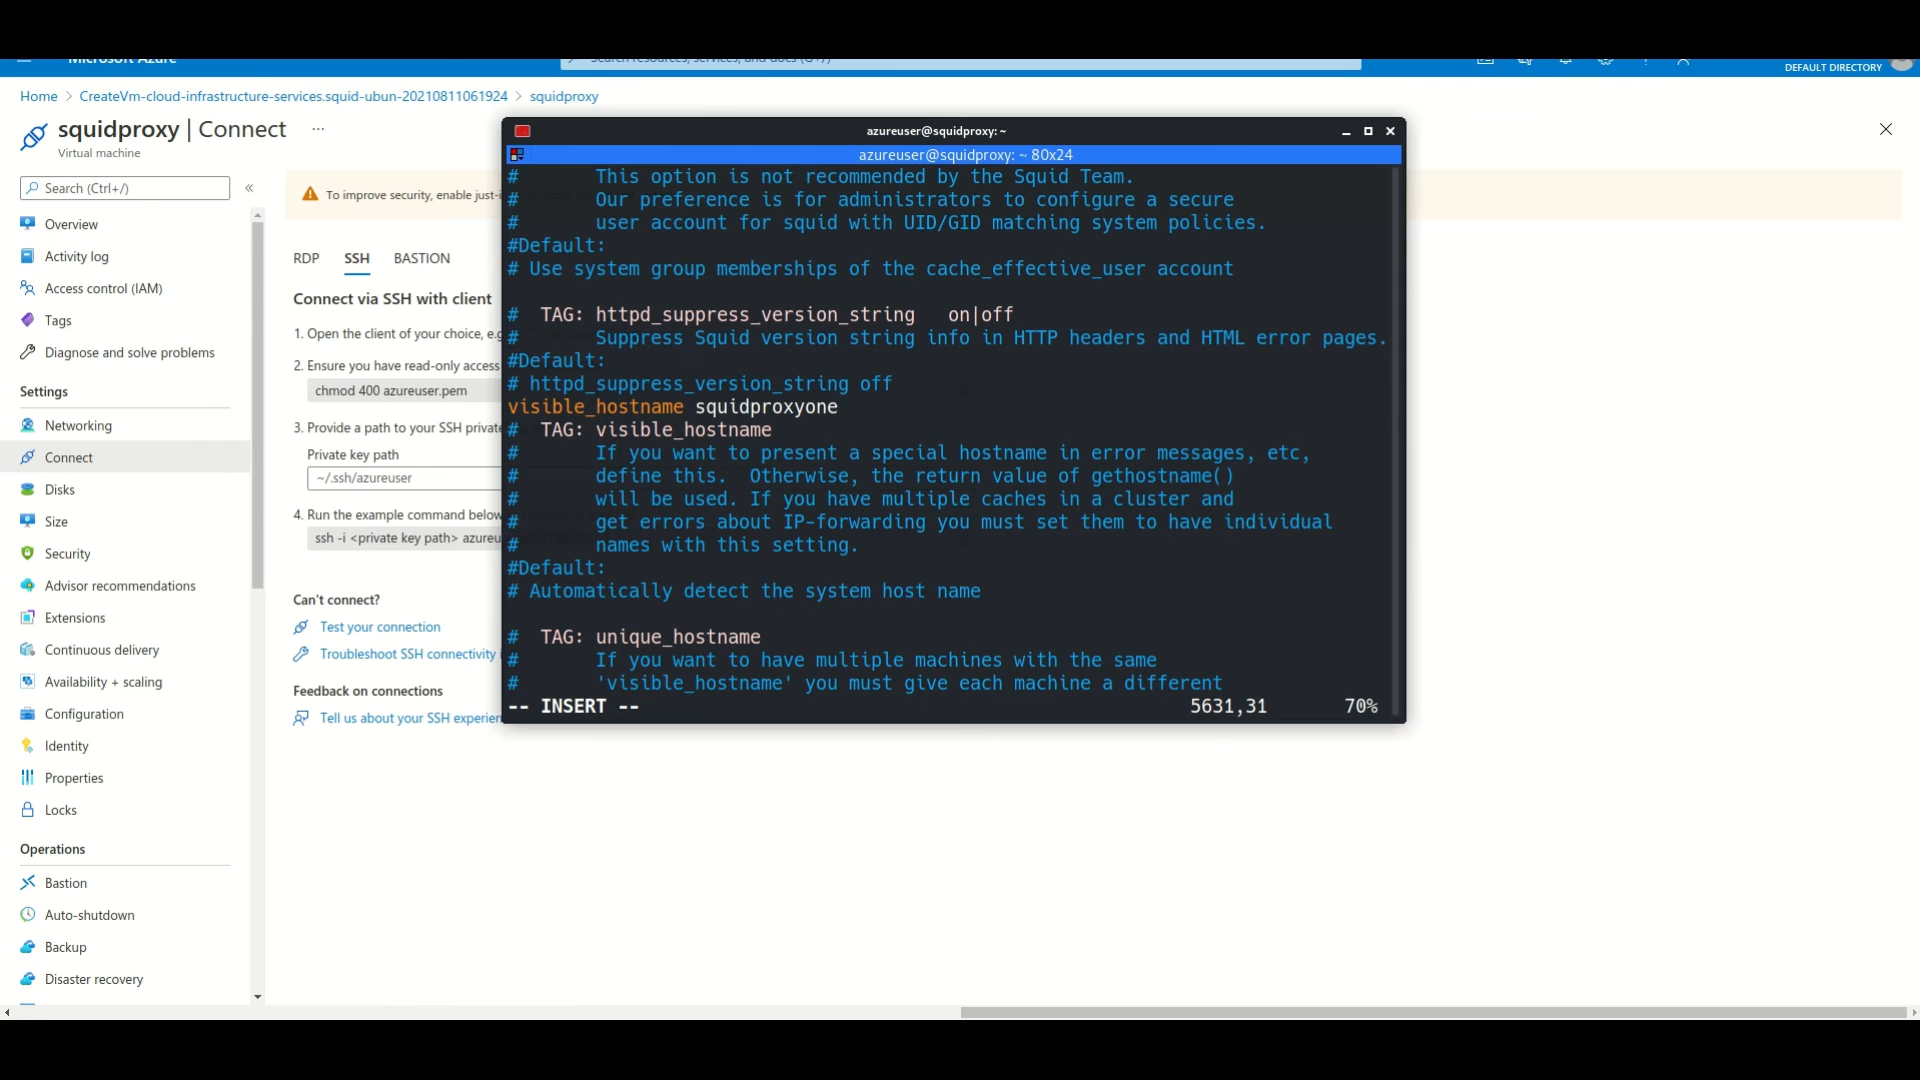 Microsoft Azure
Search resources, services, and docs (G+/)
DEFAULT DIRECTORY
Home > CreateVm-cloud-infrastructure-services.squid-ubun-20210811061924 > squidproxy
squidproxy | Connect ...
Virtual machine
Search (Ctrl+/)
«
Overview
Activity log
Access control (IAM)
Tags
Diagnose and solve problems
Settings
Networking
Connect
Disks
Size
Security
Advisor recommendations
Extensions
Continuous delivery
Availability + scaling
Configuration
Identity
Properties
Locks
Operations
Bastion
Auto-shutdown
Backup
Disaster recovery
To improve security, enable just-i
RDP SSH BASTION
Connect via SSH with client
1. Open the client of your choice, e.g
2. Ensure you have read-only access
chmod 400 azureuser.pem
3. Provide a path to your SSH private
Private key path
~/.ssh/azureuser
4. Run the example command below
ssh -i <private key path> azureu
Can't connect?
Test your connection
Troubleshoot SSH connectivity i
Feedback on connections
Tell us about your SSH experien
azureuser@squidproxy: ~
azureuser@squidproxy: ~ 80x24
#       This option is not recommended by the Squid Team.
#       Our preference is for administrators to configure a secure
#       user account for squid with UID/GID matching system policies.
#Default:
# Use system group memberships of the cache_effective_user account
#  TAG: httpd_suppress_version_string   on|off
#       Suppress Squid version string info in HTTP headers and HTML error pages.
#Default:
# httpd_suppress_version_string off
visible_hostname squidproxyone
#  TAG: visible_hostname
#       If you want to present a special hostname in error messages, etc,
#       define this.  Otherwise, the return value of gethostname()
#       will be used. If you have multiple caches in a cluster and
#       get errors about IP-forwarding you must set them to have individual
#       names with this setting.
#Default:
# Automatically detect the system host name
#  TAG: unique_hostname
#       If you want to have multiple machines with the same
#       'visible_hostname' you must give each machine a different
-- INSERT --                                                  5631,31       70%